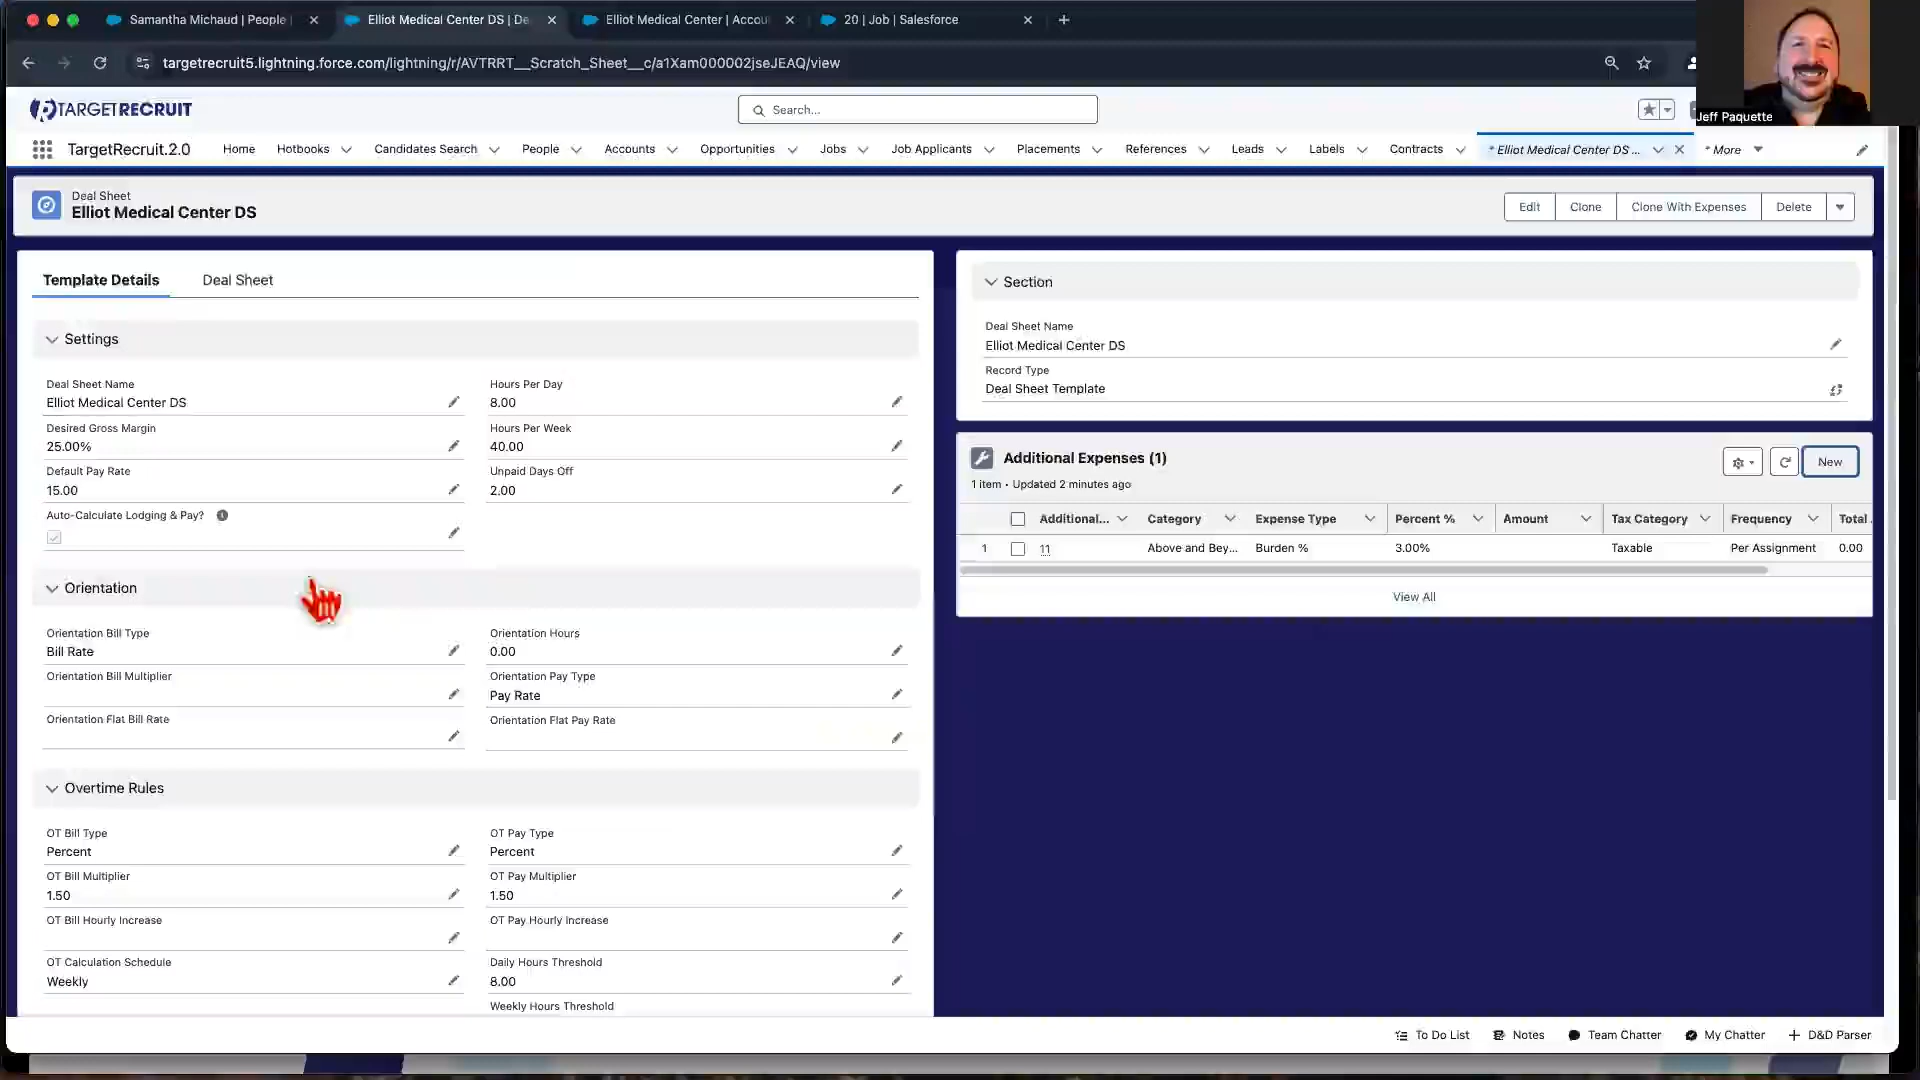 Samantha Michaud | People
Elliot Medical Center DS | De
Elliot Medical Center | Accou
20 | Job | Salesforce
targetrecruit5.lightning.force.com/lightning/r/AVTRRT__Scratch_Sheet__c/a1Xam000002jseJEAQ/view
Jeff Paquette
TARGETRECRUIT
Search...
TargetRecruit.2.0
Home
Hotbooks
Candidates Search
People
Accounts
Opportunities
Jobs
Job Applicants
Placements
References
Leads
Labels
Contracts
* Elliot Medical Center DS ...
* More
Deal Sheet
Elliot Medical Center DS
Edit
Clone
Clone With Expenses
Delete
Template Details
Deal Sheet
Settings
Deal Sheet Name
Elliot Medical Center DS
Hours Per Day
8.00
Desired Gross Margin
25.00%
Hours Per Week
40.00
Default Pay Rate
15.00
Unpaid Days Off
2.00
Auto-Calculate Lodging & Pay?
Orientation
Orientation Bill Type
Bill Rate
Orientation Hours
0.00
Orientation Bill Multiplier
Orientation Pay Type
Pay Rate
Orientation Flat Bill Rate
Orientation Flat Pay Rate
Overtime Rules
OT Bill Type
Percent
OT Pay Type
Percent
OT Bill Multiplier
1.50
OT Pay Multiplier
1.50
OT Bill Hourly Increase
OT Pay Hourly Increase
OT Calculation Schedule
Weekly
Daily Hours Threshold
8.00
Weekly Hours Threshold
Section
Deal Sheet Name
Elliot Medical Center DS
Record Type
Deal Sheet Template
Additional Expenses (1)
1 item • Updated 2 minutes ago
New
Additional...
Category
Expense Type
Percent %
Amount
Tax Category
Frequency
Total
1
11
Above and Bey...
Burden %
3.00%
Taxable
Per Assignment
0.00
View All
To Do List
Notes
Team Chatter
My Chatter
D&D Parser